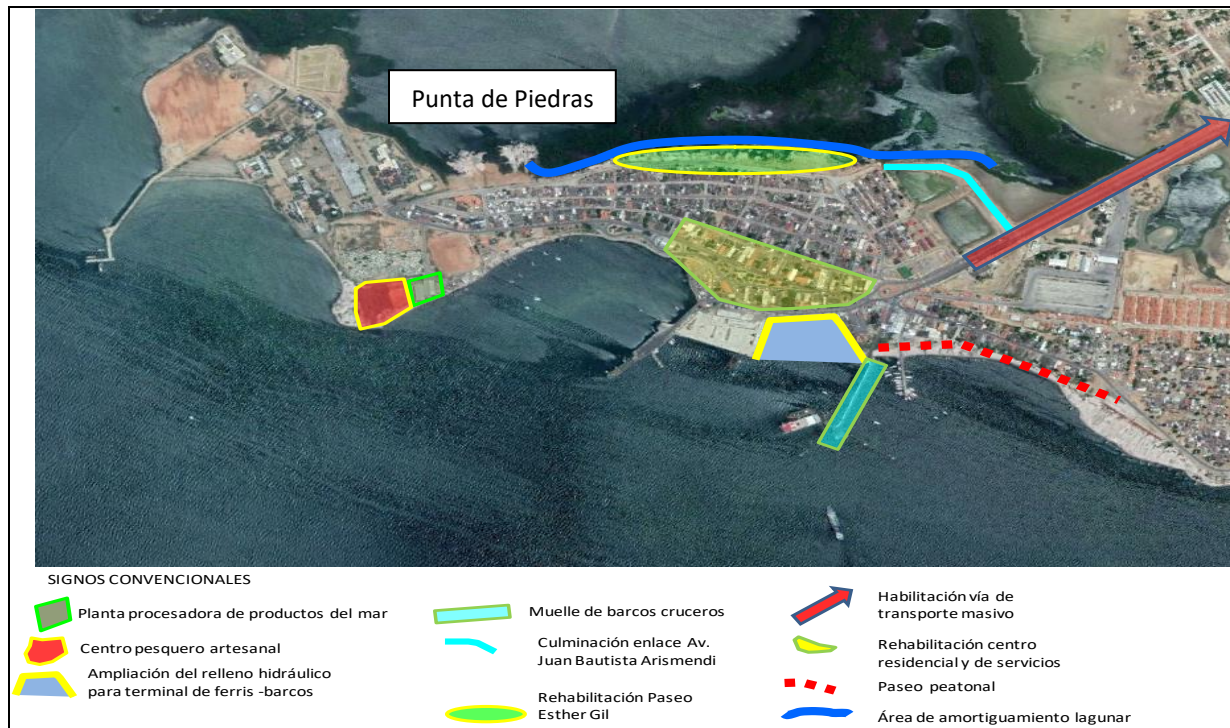 Punta de Piedras
SIGNOS CONVENCIONALES
Planta procesadora de productos del mar
Centro pesquero artesanal
Ampliación del relleno hidráulico
para terminal de ferris -barcos
Muelle de barcos cruceros
Culminación enlace Av.
Juan Bautista Arismendi
Rehabilitación Paseo
Esther Gil
Habilitación vía de
transporte masivo
Rehabilitación centro
residencial y de servicios
Paseo peatonal
Área de amortiguamiento lagunar